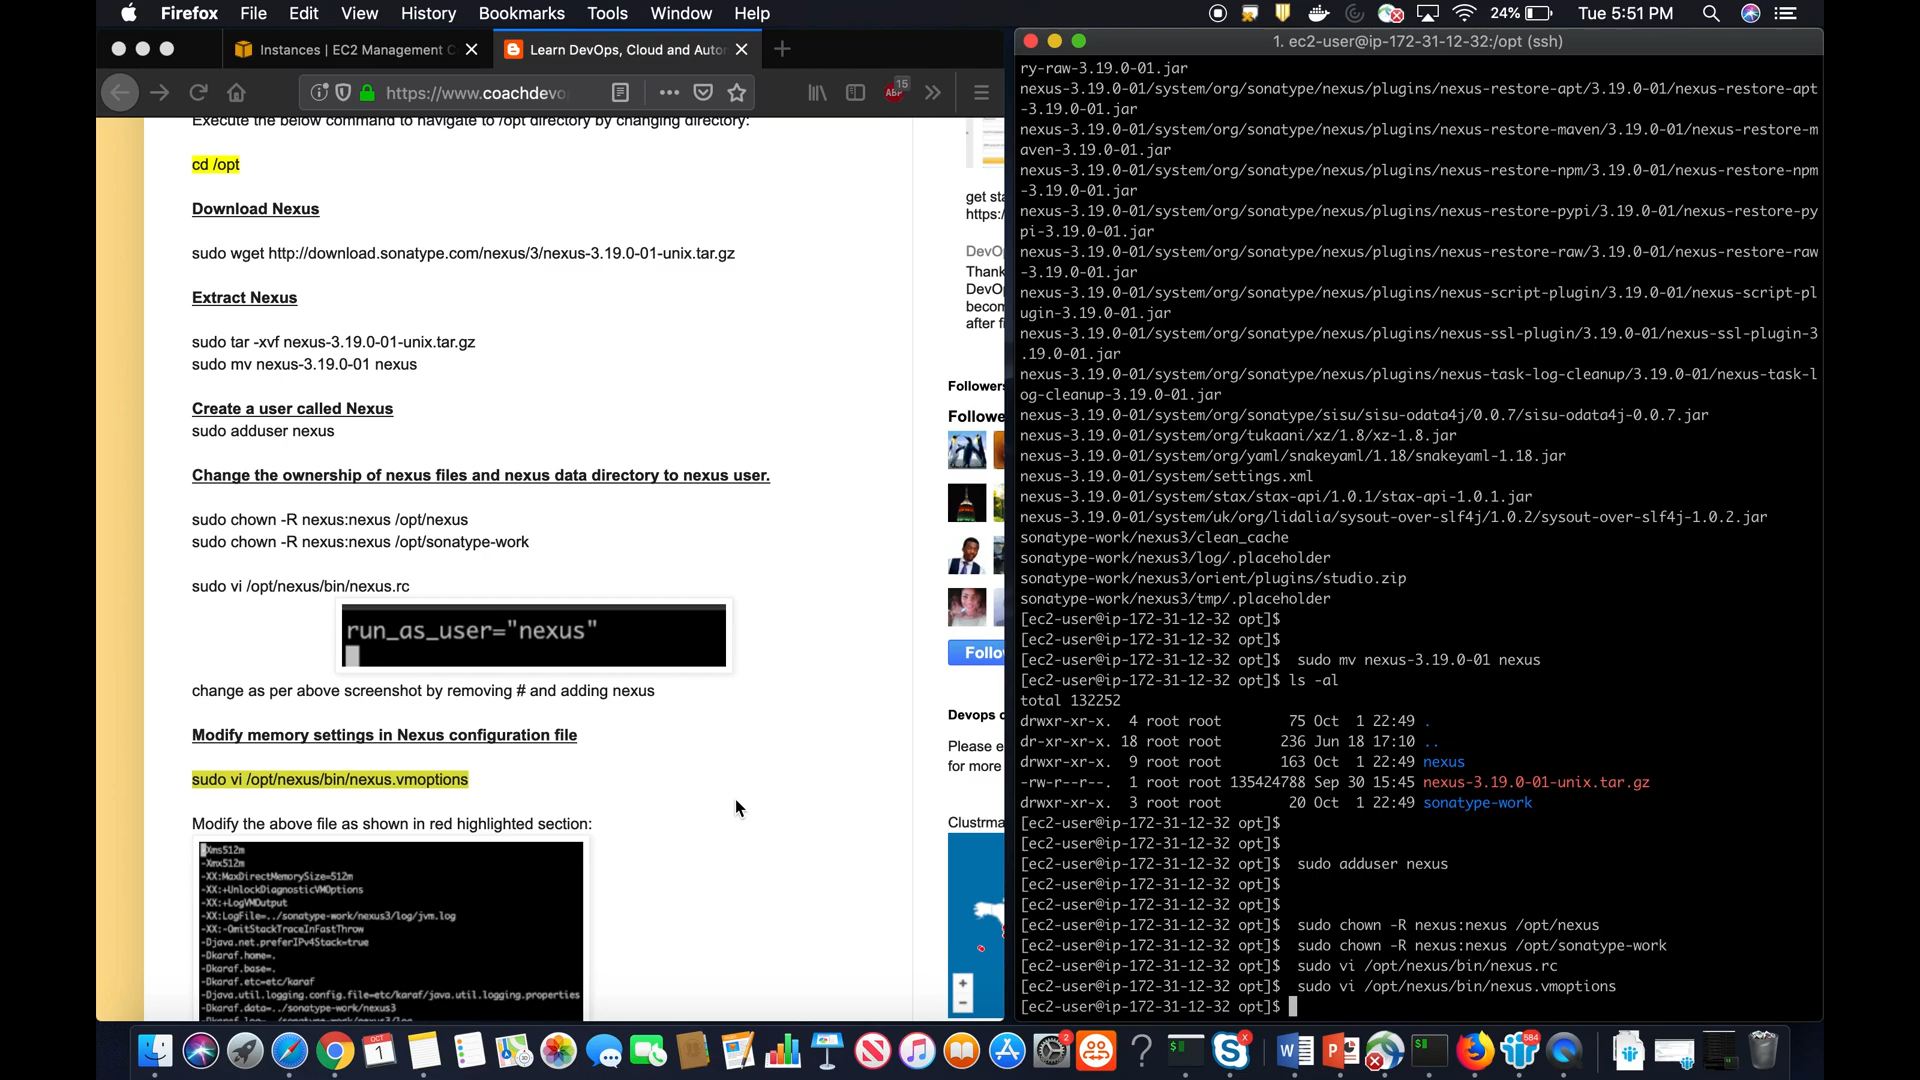 Firefox File Edit View History Bookmarks Tools Window Help
24% Tue 5:51 PM
Instances | EC2 Management C
Learn DevOps, Cloud and Autor
https://www.coachdevo
ABP 15
Execute the below command to navigate to /opt directory by changing directory:
cd /opt
Download Nexus
sudo wget http://download.sonatype.com/nexus/3/nexus-3.19.0-01-unix.tar.gz
Extract Nexus
sudo tar -xvf nexus-3.19.0-01-unix.tar.gz
sudo mv nexus-3.19.0-01 nexus
Create a user called Nexus
sudo adduser nexus
Change the ownership of nexus files and nexus data directory to nexus user.
sudo chown -R nexus:nexus /opt/nexus
sudo chown -R nexus:nexus /opt/sonatype-work
sudo vi /opt/nexus/bin/nexus.rc
run_as_user="nexus"
change as per above screenshot by removing # and adding nexus
Modify memory settings in Nexus configuration file
sudo vi /opt/nexus/bin/nexus.vmoptions
Modify the above file as shown in red highlighted section:
-Xms512m
-Xmx512m
-XX:MaxDirectMemorySize=512m
-XX:+UnlockDiagnosticVMOptions
-XX:+LogVMOutput
-XX:LogFile=../sonatype-work/nexus3/log/jvm.log
-XX:-OmitStackTraceInFastThrow
-Djava.net.preferIPv4Stack=true
-Dkaraf.home=.
-Dkaraf.base=.
-Dkaraf.etc=etc/karaf
-Djava.util.logging.config.file=etc/karaf/java.util.logging.properties
-Dkaraf.data=../sonatype-work/nexus3
get sta
https:/
DevO
Thank
DevO
becom
after fi
Followers
Followe
Follo
Devops c
Please e
for more
Clustrma
1. ec2-user@ip-172-31-12-32:/opt (ssh)
ry-raw-3.19.0-01.jar
nexus-3.19.0-01/system/org/sonatype/nexus/plugins/nexus-restore-apt/3.19.0-01/nexus-restore-apt
-3.19.0-01.jar
nexus-3.19.0-01/system/org/sonatype/nexus/plugins/nexus-restore-maven/3.19.0-01/nexus-restore-m
aven-3.19.0-01.jar
nexus-3.19.0-01/system/org/sonatype/nexus/plugins/nexus-restore-npm/3.19.0-01/nexus-restore-npm
-3.19.0-01.jar
nexus-3.19.0-01/system/org/sonatype/nexus/plugins/nexus-restore-pypi/3.19.0-01/nexus-restore-py
pi-3.19.0-01.jar
nexus-3.19.0-01/system/org/sonatype/nexus/plugins/nexus-restore-raw/3.19.0-01/nexus-restore-raw
-3.19.0-01.jar
nexus-3.19.0-01/system/org/sonatype/nexus/plugins/nexus-script-plugin/3.19.0-01/nexus-script-pl
ugin-3.19.0-01.jar
nexus-3.19.0-01/system/org/sonatype/nexus/plugins/nexus-ssl-plugin/3.19.0-01/nexus-ssl-plugin-3
.19.0-01.jar
nexus-3.19.0-01/system/org/sonatype/nexus/plugins/nexus-task-log-cleanup/3.19.0-01/nexus-task-l
og-cleanup-3.19.0-01.jar
nexus-3.19.0-01/system/org/sonatype/sisu/sisu-odata4j/0.0.7/sisu-odata4j-0.0.7.jar
nexus-3.19.0-01/system/org/tukaani/xz/1.8/xz-1.8.jar
nexus-3.19.0-01/system/org/yaml/snakeyaml/1.18/snakeyaml-1.18.jar
nexus-3.19.0-01/system/settings.xml
nexus-3.19.0-01/system/stax/stax-api/1.0.1/stax-api-1.0.1.jar
nexus-3.19.0-01/system/uk/org/lidalia/sysout-over-slf4j/1.0.2/sysout-over-slf4j-1.0.2.jar
sonatype-work/nexus3/clean_cache
sonatype-work/nexus3/log/.placeholder
sonatype-work/nexus3/orient/plugins/studio.zip
sonatype-work/nexus3/tmp/.placeholder
[ec2-user@ip-172-31-12-32 opt]$
[ec2-user@ip-172-31-12-32 opt]$
[ec2-user@ip-172-31-12-32 opt]$  sudo mv nexus-3.19.0-01 nexus
[ec2-user@ip-172-31-12-32 opt]$ ls -al
total 132252
drwxr-xr-x.  4 root root        75 Oct  1 22:49 .
dr-xr-xr-x. 18 root root       236 Jun 18 17:10 ..
drwxr-xr-x.  9 root root       163 Oct  1 22:49 nexus
-rw-r--r--.  1 root root 135424788 Sep 30 15:45 nexus-3.19.0-01-unix.tar.gz
drwxr-xr-x.  3 root root        20 Oct  1 22:49 sonatype-work
[ec2-user@ip-172-31-12-32 opt]$
[ec2-user@ip-172-31-12-32 opt]$
[ec2-user@ip-172-31-12-32 opt]$  sudo adduser nexus
[ec2-user@ip-172-31-12-32 opt]$
[ec2-user@ip-172-31-12-32 opt]$
[ec2-user@ip-172-31-12-32 opt]$  sudo chown -R nexus:nexus /opt/nexus
[ec2-user@ip-172-31-12-32 opt]$  sudo chown -R nexus:nexus /opt/sonatype-work
[ec2-user@ip-172-31-12-32 opt]$  sudo vi /opt/nexus/bin/nexus.rc
[ec2-user@ip-172-31-12-32 opt]$  sudo vi /opt/nexus/bin/nexus.vmoptions
[ec2-user@ip-172-31-12-32 opt]$